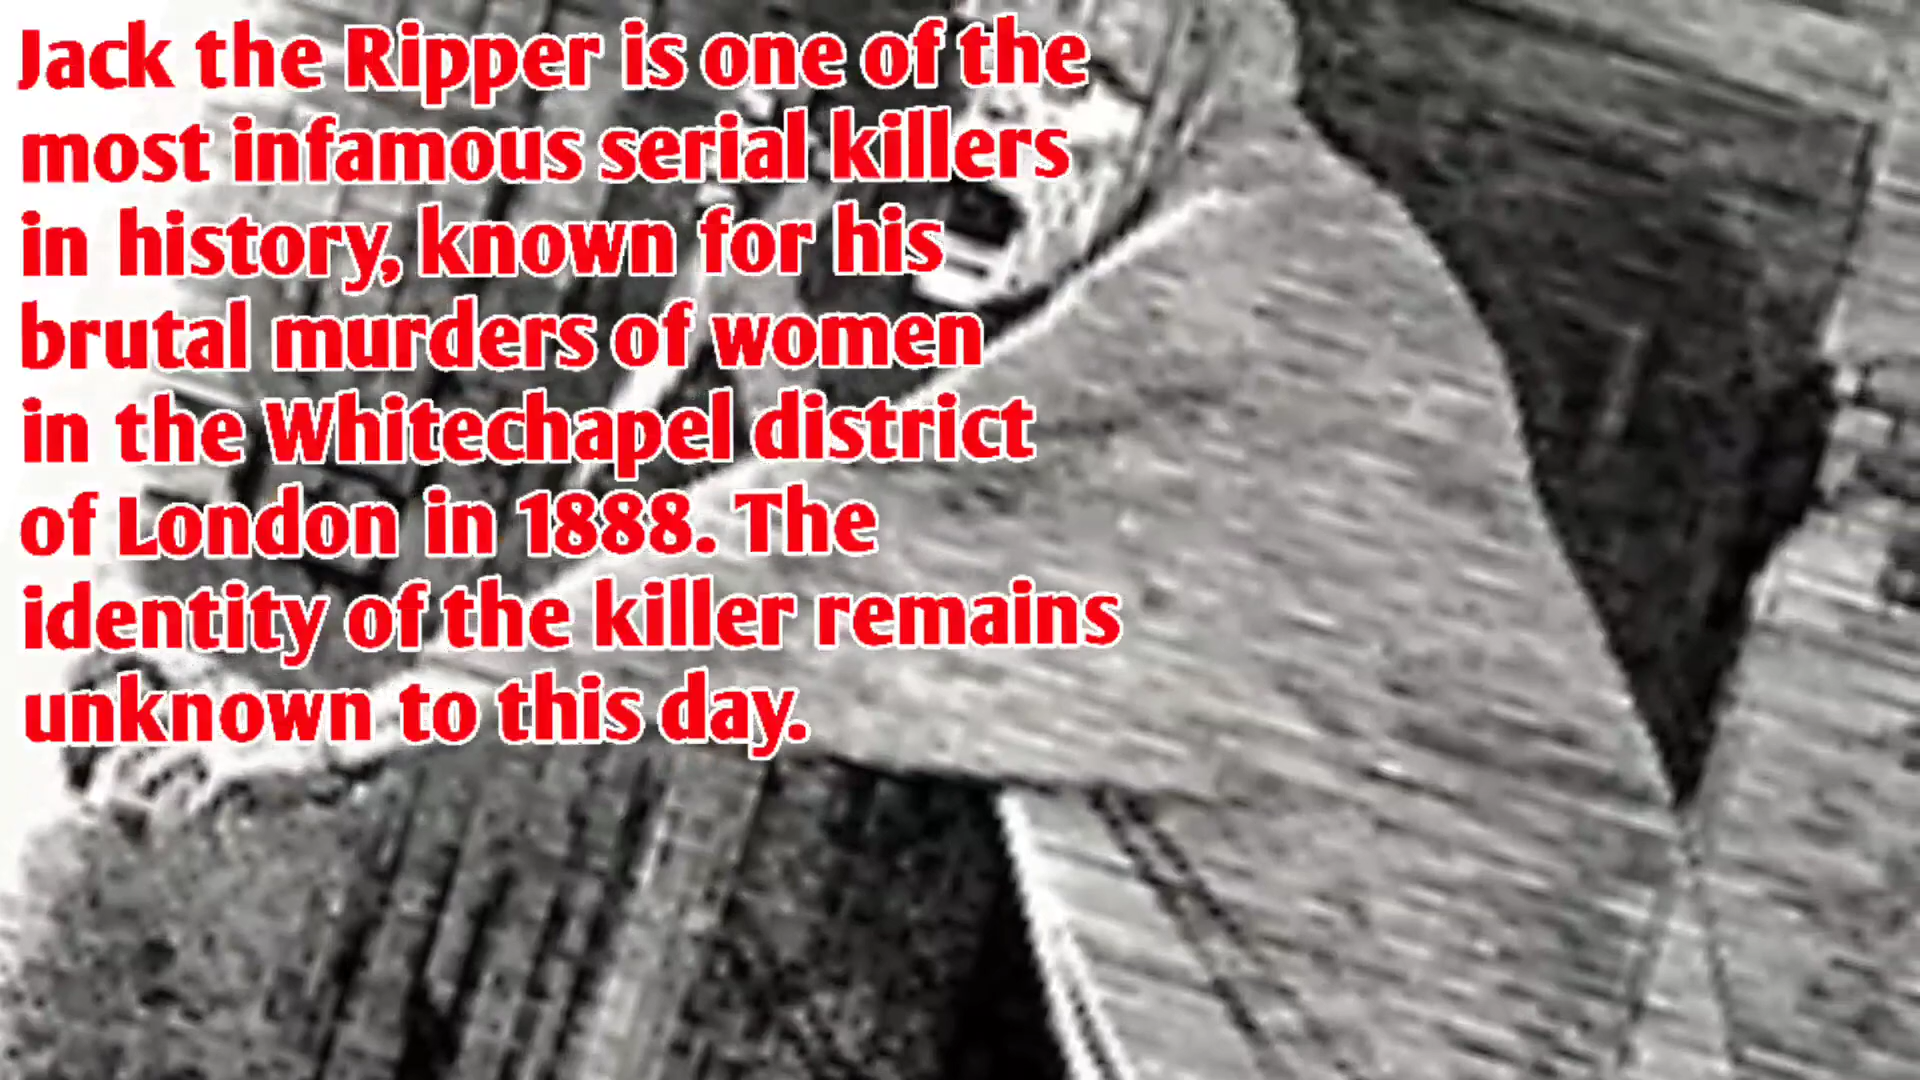 Jack the Ripper is one of the
most infamous serial killers
in history, known for his
brutal murders of women
in the Whitechapel district
of London in 1888. The
identity of the killer remains
unknown to this day.